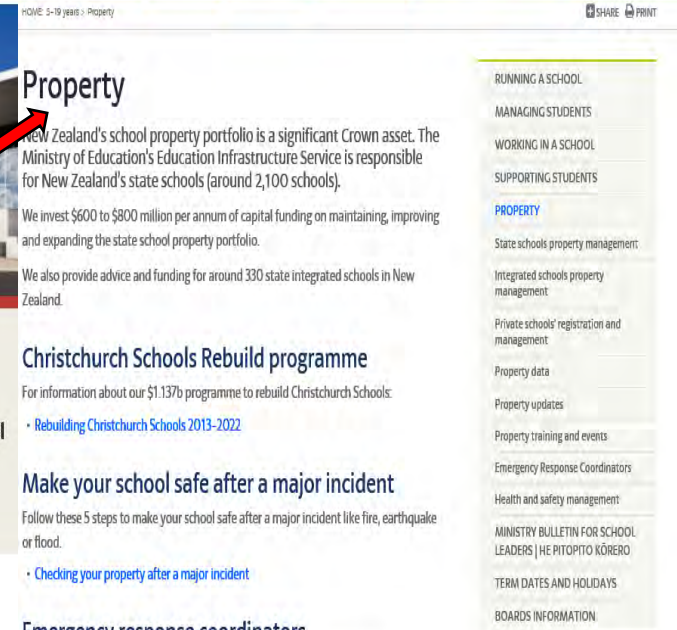 HOME: 5-19 years > Property
SHARE PRINT
Property
New Zealand's school property portfolio is a significant Crown asset. The
Ministry of Education's Education Infrastructure Service is responsible
for New Zealand's state schools (around 2,100 schools).
We invest $600 to $800 million per annum of capital funding on maintaining, improving
and expanding the state school property portfolio.
We also provide advice and funding for around 330 state integrated schools in New
Zealand.
Christchurch Schools Rebuild programme
For information about our $1.137b programme to rebuild Christchurch Schools:
• Rebuilding Christchurch Schools 2013-2022
Make your school safe after a major incident
Follow these 5 steps to make your school safe after a major incident like fire, earthquake
or flood.
• Checking your property after a major incident
Emergency response coordinators
RUNNING A SCHOOL
MANAGING STUDENTS
WORKING IN A SCHOOL
SUPPORTING STUDENTS
PROPERTY
State schools property management
Integrated schools property
management
Private schools' registration and
management
Property data
Property updates
Property training and events
Emergency Response Coordinators
Health and safety management
MINISTRY BULLETIN FOR SCHOOL
LEADERS | HE PITOPITO KŌRERO
TERM DATES AND HOLIDAYS
BOARDS INFORMATION